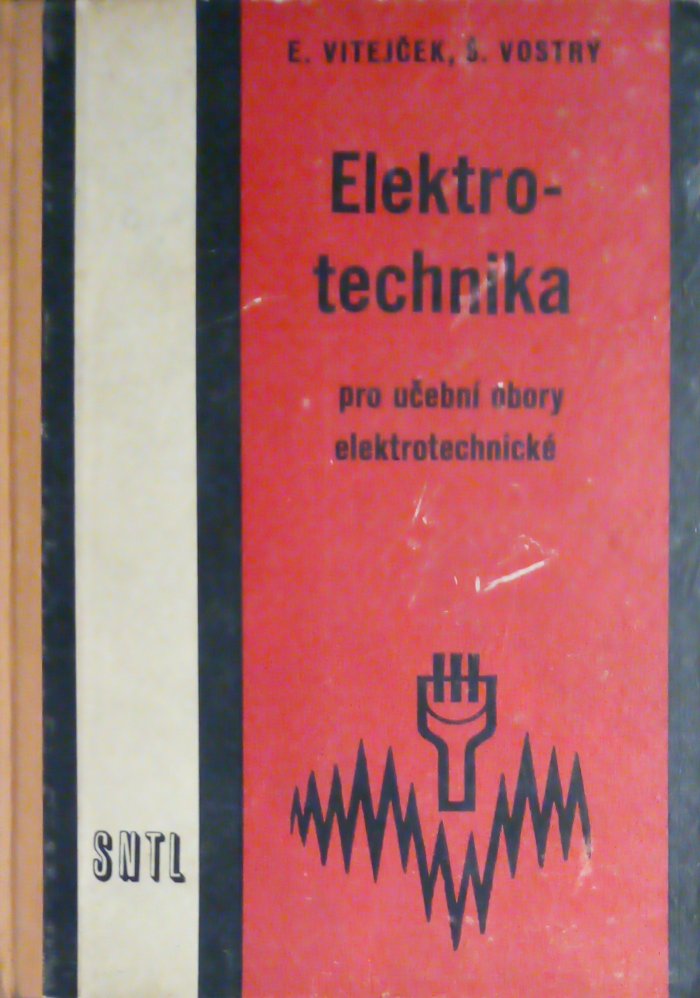 E. VITEJČEK, Š. VOSTRÝ
Elektro-
technika
pro učební obory
elektrotechnické
SNTL